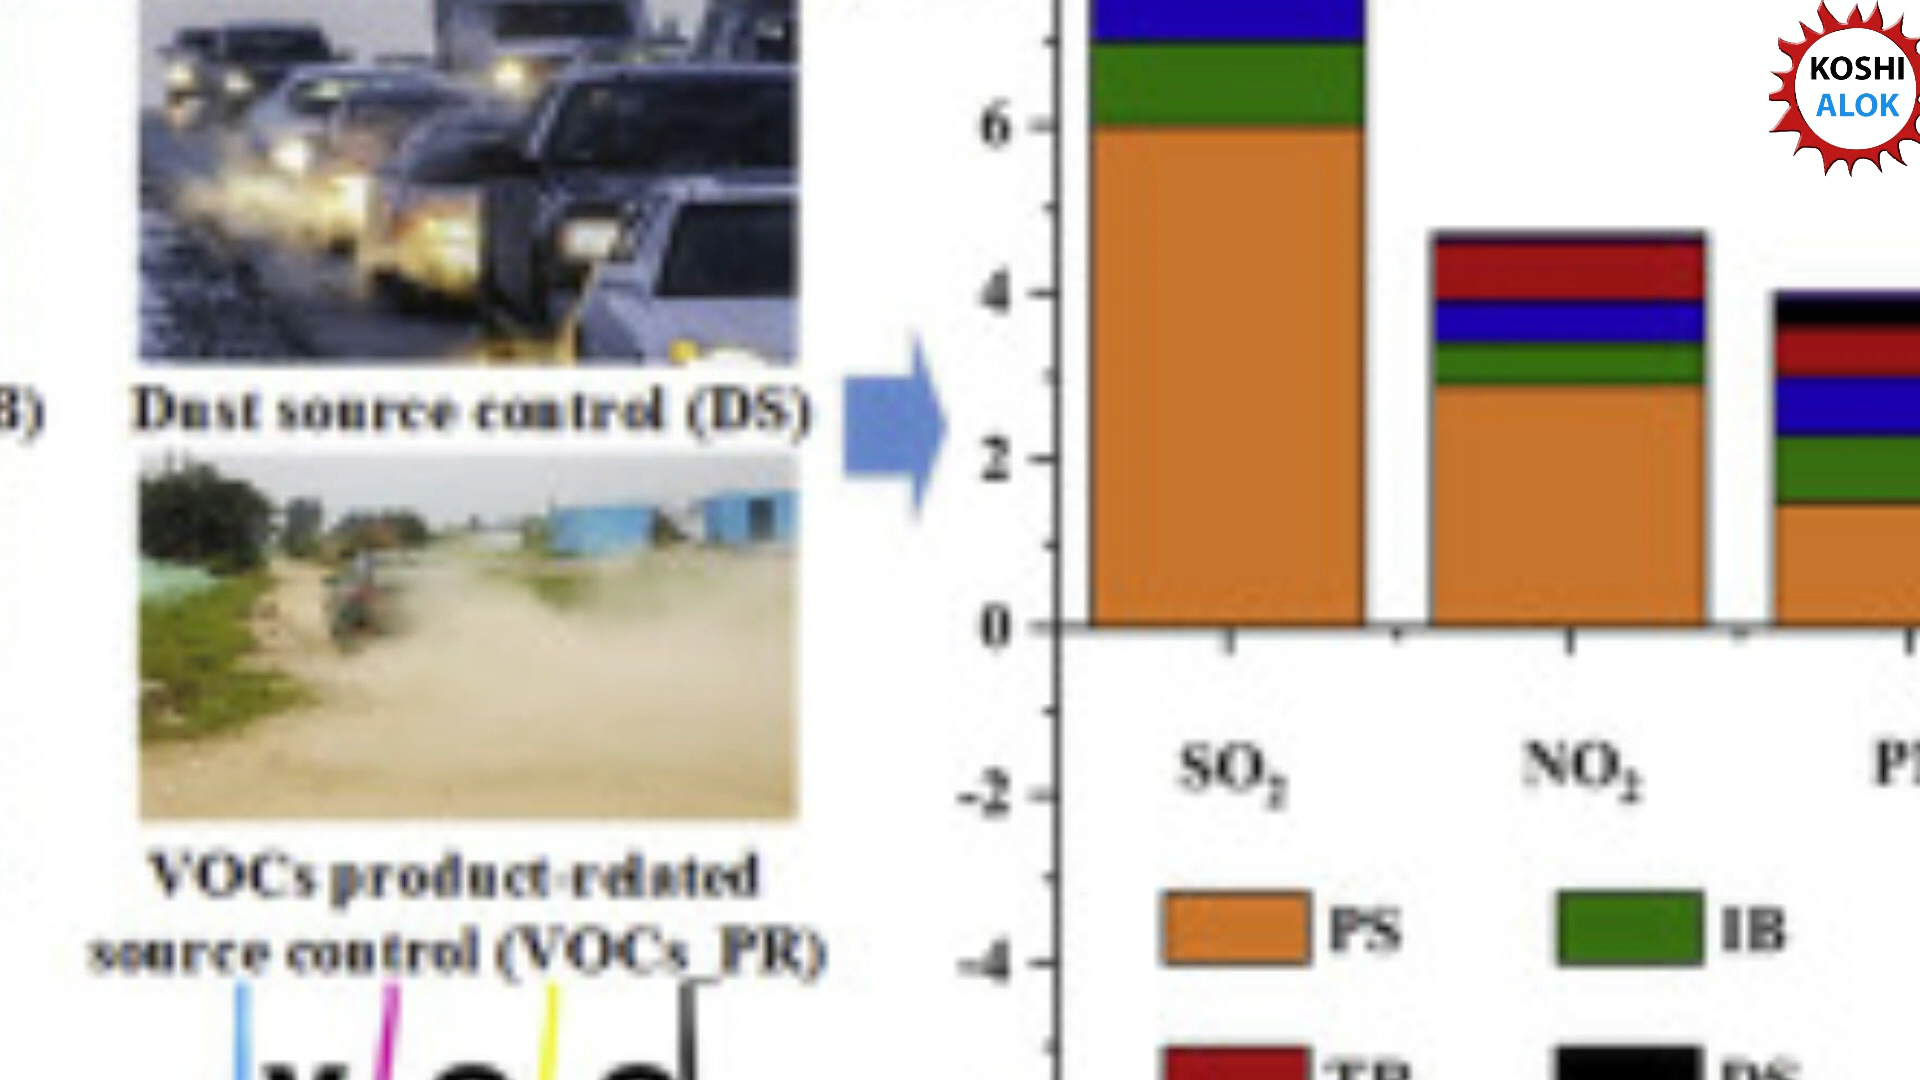 KOSHI
ALOK
Dust source control (DS)
VOCs product-related
source control (VOCs_PR)
6
4
2
0
-2
-4
SO₂
NO₂
PS
IB